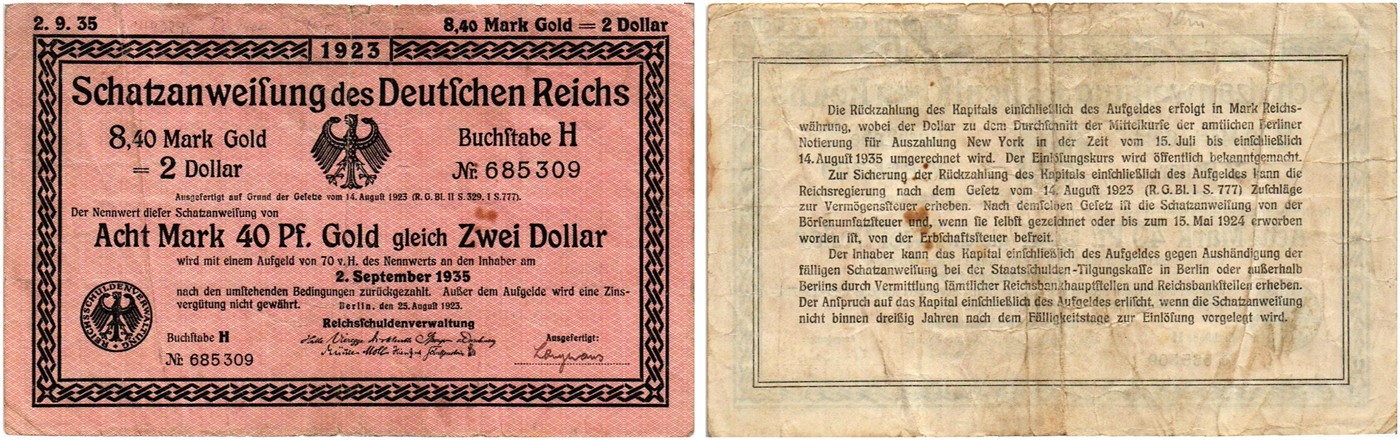 2. 9. 35
8,40 Mark Gold = 2 Dollar
1923
Schatzanweiſung des Deutſchen Reichs
8,40 Mark Gold
= 2 Dollar
Buchſtabe H
№ 685309
Ausgefertigt auf Grund der Geſetze vom 14. Auguſt 1923 (R. G. Bl. II S. 329, I S. 777).
Der Nennwert dieſer Schatzanweiſung von
Acht Mark 40 Pf. Gold gleich Zwei Dollar
wird mit einem Aufgeld von 70 v. H. des Nennwerts an den Inhaber am
2. September 1935
nach den umſtehenden Bedingungen zurückgezahlt. Außer dem Aufgelde wird eine Zins-
vergütung nicht gewährt.
Berlin, den 25. Auguſt 1923.
Reichsſchuldenverwaltung
REICHSSCHULDENVERWALTUNG
Buchſtabe H
№ 685309
Ausgefertigt:
Die Rückzahlung des Kapitals einſchließlich des Aufgeldes erfolgt in Mark Reichs-
währung, wobei der Dollar zu dem Durchſchnitt der Mittelkurſe der amtlichen Berliner
Notierung für Auszahlung New York in der Zeit vom 15. Juli bis einſchließlich
14. Auguſt 1935 umgerechnet wird. Der Einlöſungskurs wird öffentlich bekanntgemacht.
Zur Sicherung der Rückzahlung des Kapitals einſchließlich des Aufgeldes kann die
Reichsregierung nach dem Geſetz vom 14. Auguſt 1923 (R. G. Bl. I S. 777) Zuſchläge
zur Vermögensſteuer erheben. Nach demſelben Geſetz iſt die Schatzanweiſung von der
Börſenumſatzſteuer und, wenn ſie ſelbſt gezeichnet oder bis zum 15. Mai 1924 erworben
worden iſt, von der Erbſchaftsſteuer befreit.
Der Inhaber kann das Kapital einſchließlich des Aufgeldes gegen Aushändigung der
fälligen Schatzanweiſung bei der Staatsſchulden-Tilgungskaſſe in Berlin oder außerhalb
Berlins durch Vermittlung ſämtlicher Reichsbankhauptſtellen und Reichsbankſtellen erheben.
Der Anſpruch auf das Kapital einſchließlich des Aufgeldes erliſcht, wenn die Schatzanweiſung
nicht binnen dreißig Jahren nach dem Fälligkeitstage zur Einlöſung vorgelegt wird.